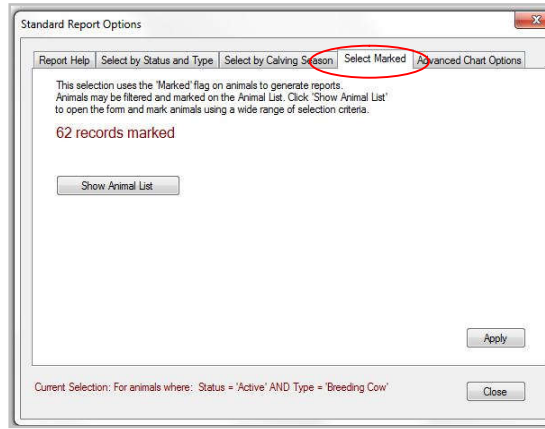 Standard Report Options
x
Report Help Select by Status and Type Select by Calving Season Select Marked Advanced Chart Options
This selection uses the 'Marked' flag on animals to generate reports.
Animals may be filtered and marked on the Animal List. Click 'Show Animal List'
to open the form and mark animals using a wide range of selection criteria.
62 records marked
Show Animal List
Apply
Current Selection: For animals where: Status = 'Active' AND Type = 'Breeding Cow'
Close